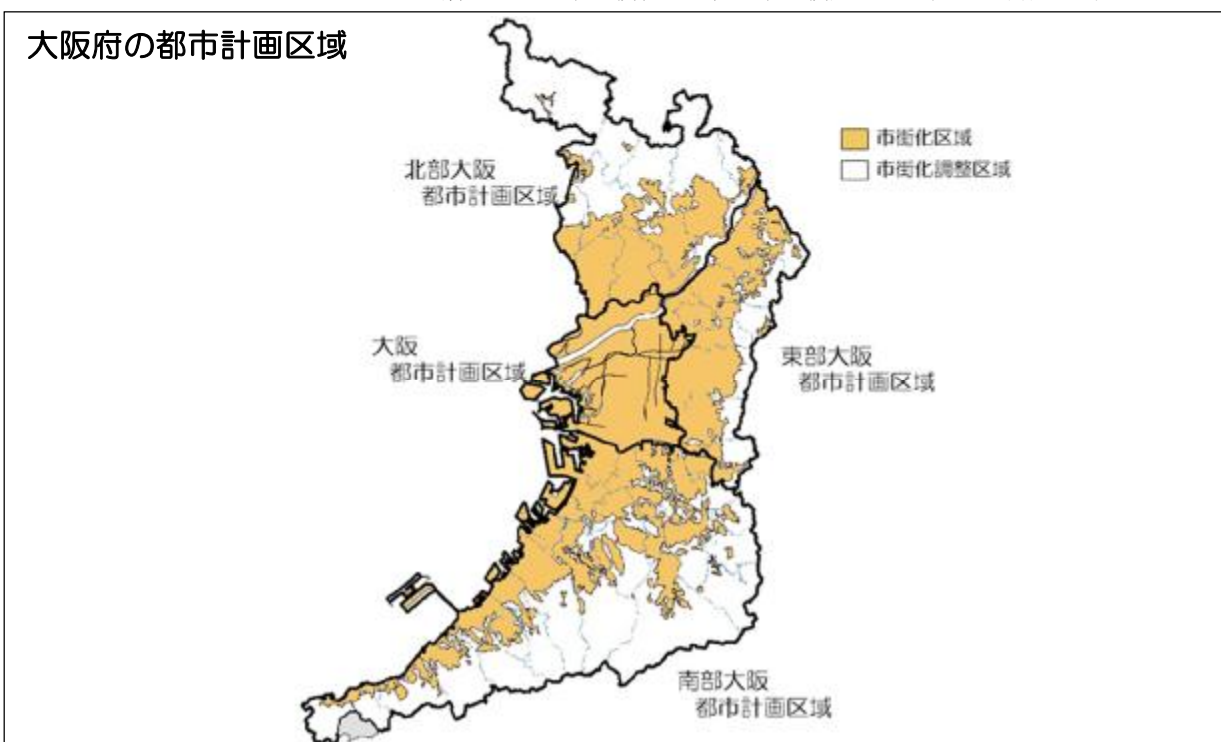 大阪府の都市計画区域
市街化区域
市街化調整区域
北部大阪
都市計画区域
大阪
都市計画区域
東部大阪
都市計画区域
南部大阪
都市計画区域